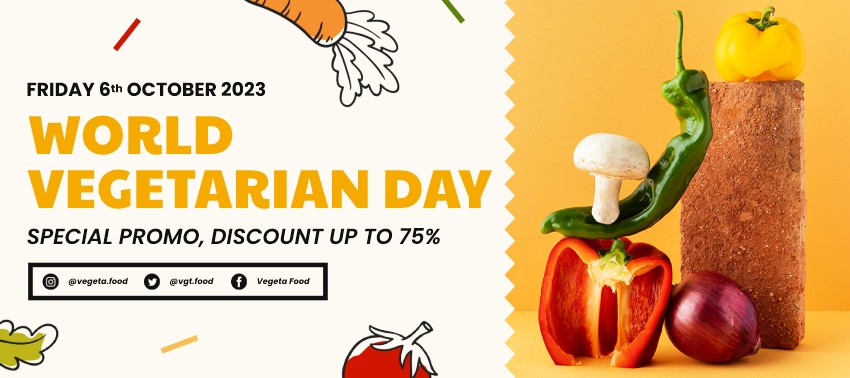 FRIDAY 6th OCTOBER 2023
WORLD
VEGETARIAN DAY
SPECIAL PROMO, DISCOUNT UP TO 75%
@vegeta.food @vgt.food Vegeta Food